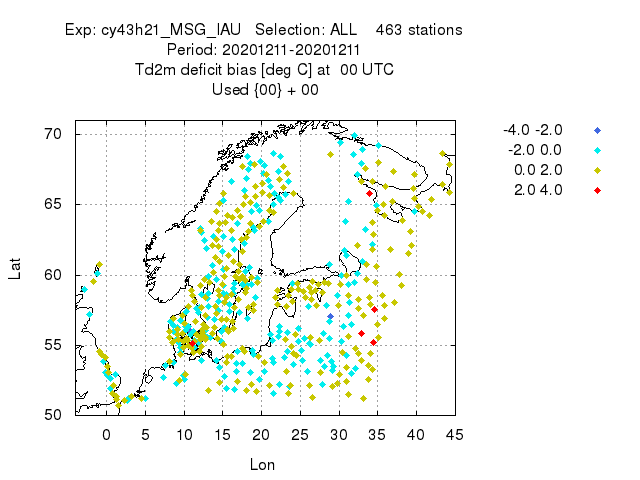 Exp: cy43h21_MSG_IAU   Selection: ALL    463 stations
Period: 20201211-20201211
Td2m deficit bias [deg C] at  00 UTC
Used {00} + 00
70
65
60
55
50
0 5 10 15 20 25 30 35 40 45
Lat
Lon
-4.0 -2.0
-2.0 0.0
0.0 2.0
2.0 4.0